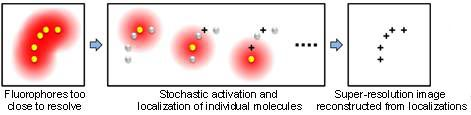 Fluorophores too
close to resolve
Stochastic activation and
localization of individual molecules
Super-resolution image
reconstructed from localizations